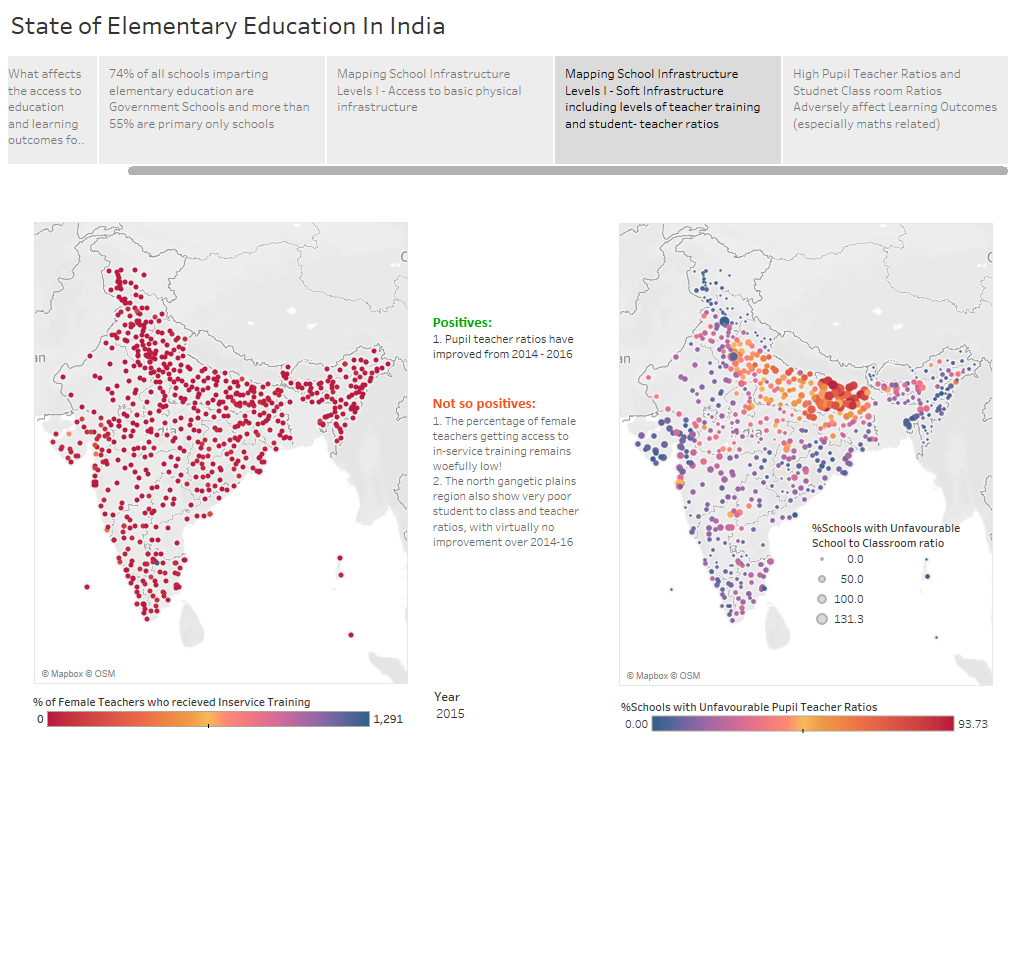 State of Elementary Education In India
What affects
the access to
education
and learning
outcomes fo..
74% of all schools imparting
elementary education are
Government Schools and more than
55% are primary only schools
Mapping School Infrastructure
Levels I - Access to basic physical
infrastructure
Mapping School Infrastructure
Levels I - Soft Infrastructure
including levels of teacher training
and student- teacher ratios
High Pupil Teacher Ratios and
Studnet Class room Ratios
Adversely affect Learning Outcomes
(especially maths related)
an
© Mapbox © OSM
% of Female Teachers who recieved Inservice Training
0
1,291
Positives:
1. Pupil teacher ratios have
improved from 2014 - 2016
Not so positives:
1. The percentage of female
teachers getting access to
in-service training remains
woefully low!
2. The north gangetic plains
region also show very poor
student to class and teacher
ratios, with virtually no
improvement over 2014-16
Year
2015
an
%Schools with Unfavourable
School to Classroom ratio
0.0
50.0
100.0
131.3
© Mapbox © OSM
%Schools with Unfavourable Pupil Teacher Ratios
0.00
93.73